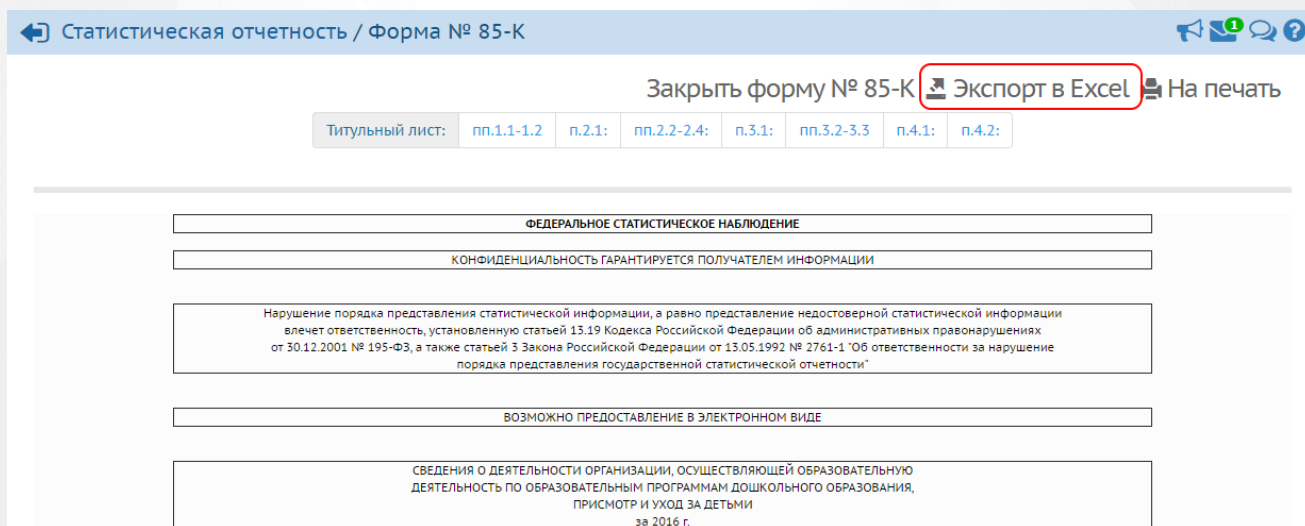 Статистическая отчетность / Форма № 85-К
1
Закрыть форму № 85-К Экспорт в Excel На печать
Титульный лист: пп.1.1-1.2 п.2.1: пп.2.2-2.4: п.3.1: пп.3.2-3.3 п.4.1: п.4.2:
ФЕДЕРАЛЬНОЕ СТАТИСТИЧЕСКОЕ НАБЛЮДЕНИЕ
КОНФИДЕНЦИАЛЬНОСТЬ ГАРАНТИРУЕТСЯ ПОЛУЧАТЕЛЕМ ИНФОРМАЦИИ
Нарушение порядка представления статистической информации, а равно представление недостоверной статистической информации
влечет ответственность, установленную статьей 13.19 Кодекса Российской Федерации об административных правонарушениях
от 30.12.2001 № 195-ФЗ, а также статьей 3 Закона Российской Федерации от 13.05.1992 № 2761-1 "Об ответственности за нарушение
порядка представления государственной статистической отчетности"
ВОЗМОЖНО ПРЕДОСТАВЛЕНИЕ В ЭЛЕКТРОННОМ ВИДЕ
СВЕДЕНИЯ О ДЕЯТЕЛЬНОСТИ ОРГАНИЗАЦИИ, ОСУЩЕСТВЛЯЮЩЕЙ ОБРАЗОВАТЕЛЬНУЮ
ДЕЯТЕЛЬНОСТЬ ПО ОБРАЗОВАТЕЛЬНЫМ ПРОГРАММАМ ДОШКОЛЬНОГО ОБРАЗОВАНИЯ,
ПРИСМОТР И УХОД ЗА ДЕТЬМИ
за 2016 г.